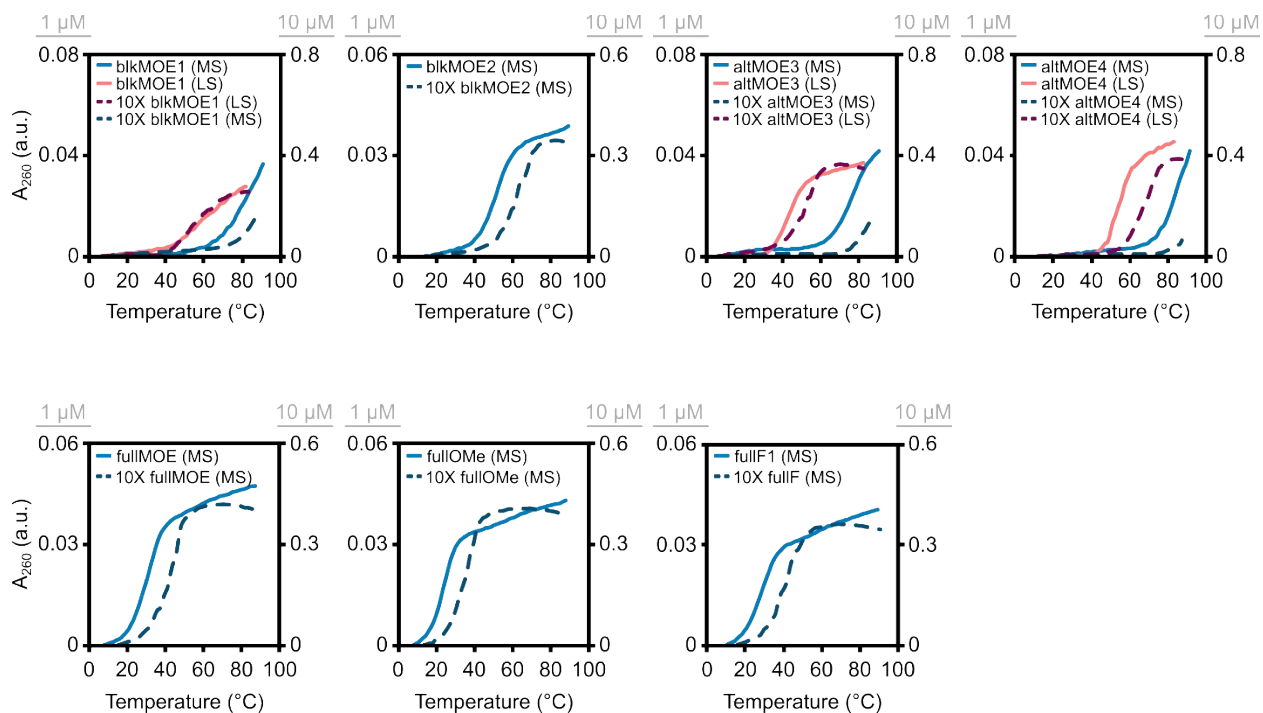 1 µM
10 µM
1 µM
10 µM
1 µM
10 µM
1 µM
10 µM
A260 (a.u.)
0.08
0.04
0
blkMOE1 (MS)
blkMOE1 (LS)
10X blkMOE1 (LS)
10X blkMOE1 (MS)
0.8
0.4
0
0 20 40 60 80 100
Temperature (°C)
0.06
0.03
0
blkMOE2 (MS)
10X blkMOE2 (MS)
0.6
0.3
0
0 20 40 60 80 100
Temperature (°C)
0.08
0.04
0
altMOE3 (MS)
altMOE3 (LS)
10X altMOE3 (MS)
10X altMOE3 (LS)
0.8
0.4
0
0 20 40 60 80 100
Temperature (°C)
0.08
0.04
0
altMOE4 (MS)
altMOE4 (LS)
10X altMOE4 (MS)
10X altMOE4 (LS)
0.8
0.4
0
0 20 40 60 80 100
Temperature (°C)
1 µM
10 µM
1 µM
10 µM
1 µM
10 µM
A260 (a.u.)
0.06
0.03
0
fullMOE (MS)
10X fullMOE (MS)
0.6
0.3
0
0 20 40 60 80 100
Temperature (°C)
0.06
0.03
0
fullOMe (MS)
10X fullOMe (MS)
0.6
0.3
0
0 20 40 60 80 100
Temperature (°C)
0.06
0.03
0
fullF1 (MS)
10X fullF (MS)
0.6
0.3
0
0 20 40 60 80 100
Temperature (°C)